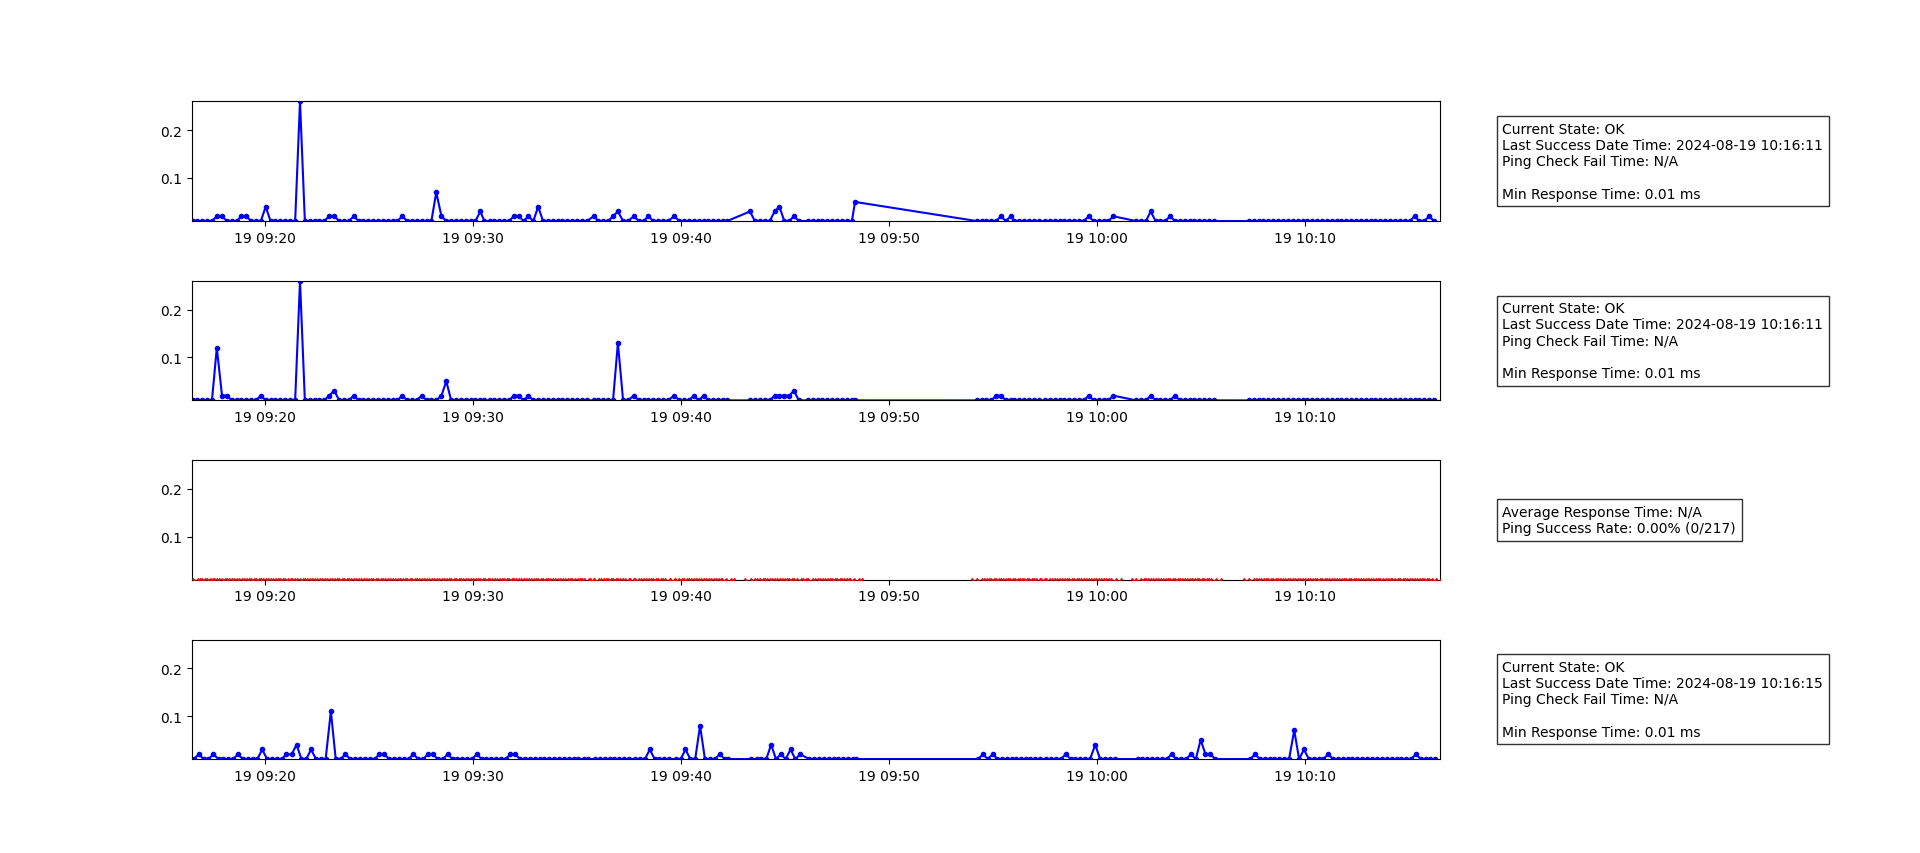 0.2
0.1
19 09:20 19 09:30 19 09:40 19 09:50 19 10:00 19 10:10
Current State: OK
Last Success Date Time: 2024-08-19 10:16:11
Ping Check Fail Time: N/A
Min Response Time: 0.01 ms
0.2
0.1
19 09:20 19 09:30 19 09:40 19 09:50 19 10:00 19 10:10
Current State: OK
Last Success Date Time: 2024-08-19 10:16:11
Ping Check Fail Time: N/A
Min Response Time: 0.01 ms
0.2
0.1
19 09:20 19 09:30 19 09:40 19 09:50 19 10:00 19 10:10
Average Response Time: N/A
Ping Success Rate: 0.00% (0/217)
0.2
0.1
19 09:20 19 09:30 19 09:40 19 09:50 19 10:00 19 10:10
Current State: OK
Last Success Date Time: 2024-08-19 10:16:15
Ping Check Fail Time: N/A
Min Response Time: 0.01 ms